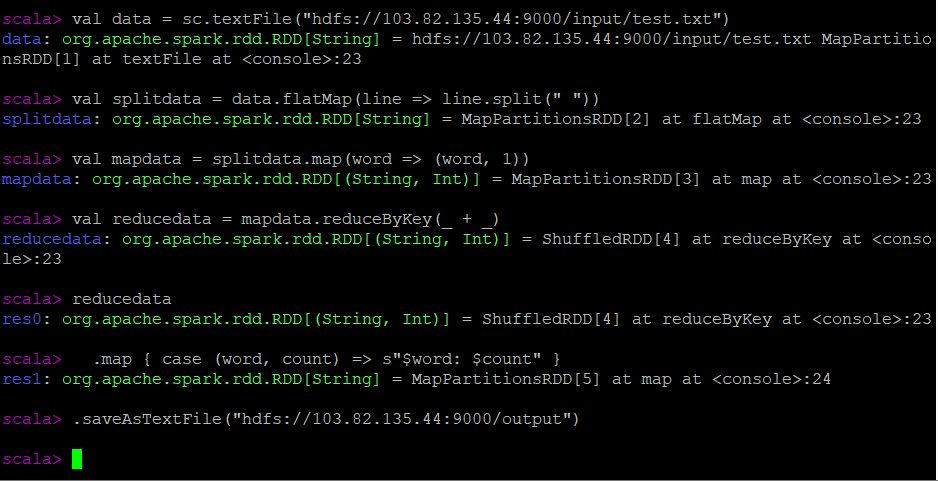 scala> val data = sc.textFile("hdfs://103.82.135.44:9000/input/test.txt")
data: org.apache.spark.rdd.RDD[String] = hdfs://103.82.135.44:9000/input/test.txt MapPartitio
nsRDD[1] at textFile at <console>:23
scala> val splitdata = data.flatMap(line => line.split(" "))
splitdata: org.apache.spark.rdd.RDD[String] = MapPartitionsRDD[2] at flatMap at <console>:23
scala> val mapdata = splitdata.map(word => (word, 1))
mapdata: org.apache.spark.rdd.RDD[(String, Int)] = MapPartitionsRDD[3] at map at <console>:23
scala> val reducedata = mapdata.reduceByKey(_ + _)
reducedata: org.apache.spark.rdd.RDD[(String, Int)] = ShuffledRDD[4] at reduceByKey at <conso
le>:23
scala> reducedata
res0: org.apache.spark.rdd.RDD[(String, Int)] = ShuffledRDD[4] at reduceByKey at <console>:23
scala>   .map { case (word, count) => s"$word: $count" }
res1: org.apache.spark.rdd.RDD[String] = MapPartitionsRDD[5] at map at <console>:24
scala> .saveAsTextFile("hdfs://103.82.135.44:9000/output")
scala>